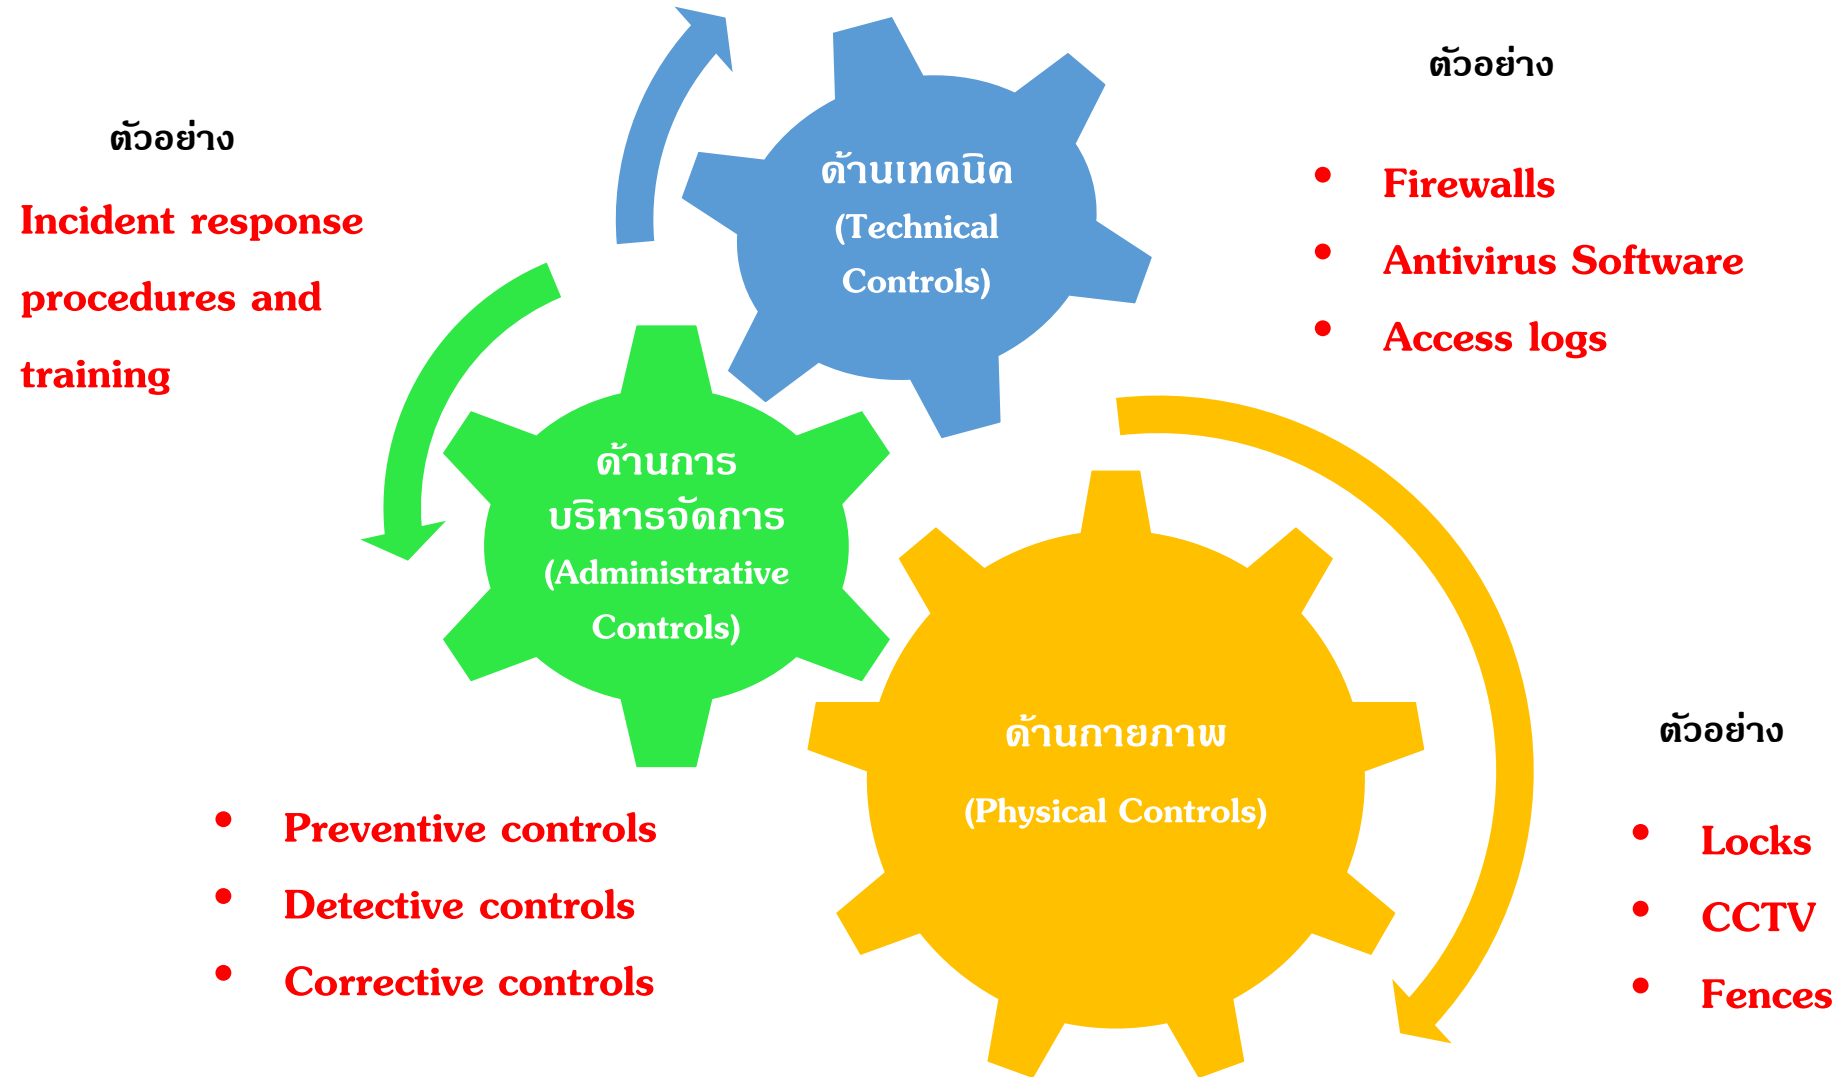 ตัวอย่าง
Incident response
procedures and
training
ด้านเทคนิค
(Technical
Controls)
ตัวอย่าง
• Firewalls
• Antivirus Software
• Access logs
ด้านการ
บริหารจัดการ
(Administrative
Controls)
• Preventive controls
• Detective controls
• Corrective controls
ด้านกายภาพ
(Physical Controls)
ตัวอย่าง
• Locks
• CCTV
• Fences